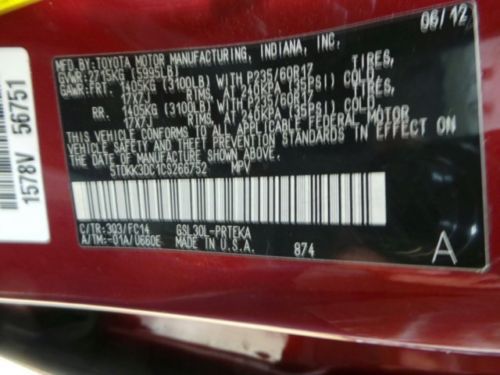 MFD. BY: TOYOTA MOTOR MANUFACTURING, INDIANA, INC. 06/12
GVWR: 2715KG (5995LB)
GAWR: FRT. 1405KG (3100LB) WITH P235/60R17 TIRES,
17X7J RIMS, AT 240KPA (35PSI) COLD.
RR. 1405KG (3100LB) WITH P235/60R17 TIRES,
17X7J RIMS, AT 240KPA (35PSI) COLD.
THIS VEHICLE CONFORMS TO ALL APPLICABLE FEDERAL MOTOR
VEHICLE SAFETY AND THEFT PREVENTION STANDARDS IN EFFECT ON
THE DATE OF MANUFACTURE SHOWN ABOVE.
5TDKK3DC1CS266752 MPV
C/TR: 3Q3/FC14 GSL30L-PRTEKA
A/TM: -01A/U660E MADE IN U.S.A. 874 A
1578V 56751